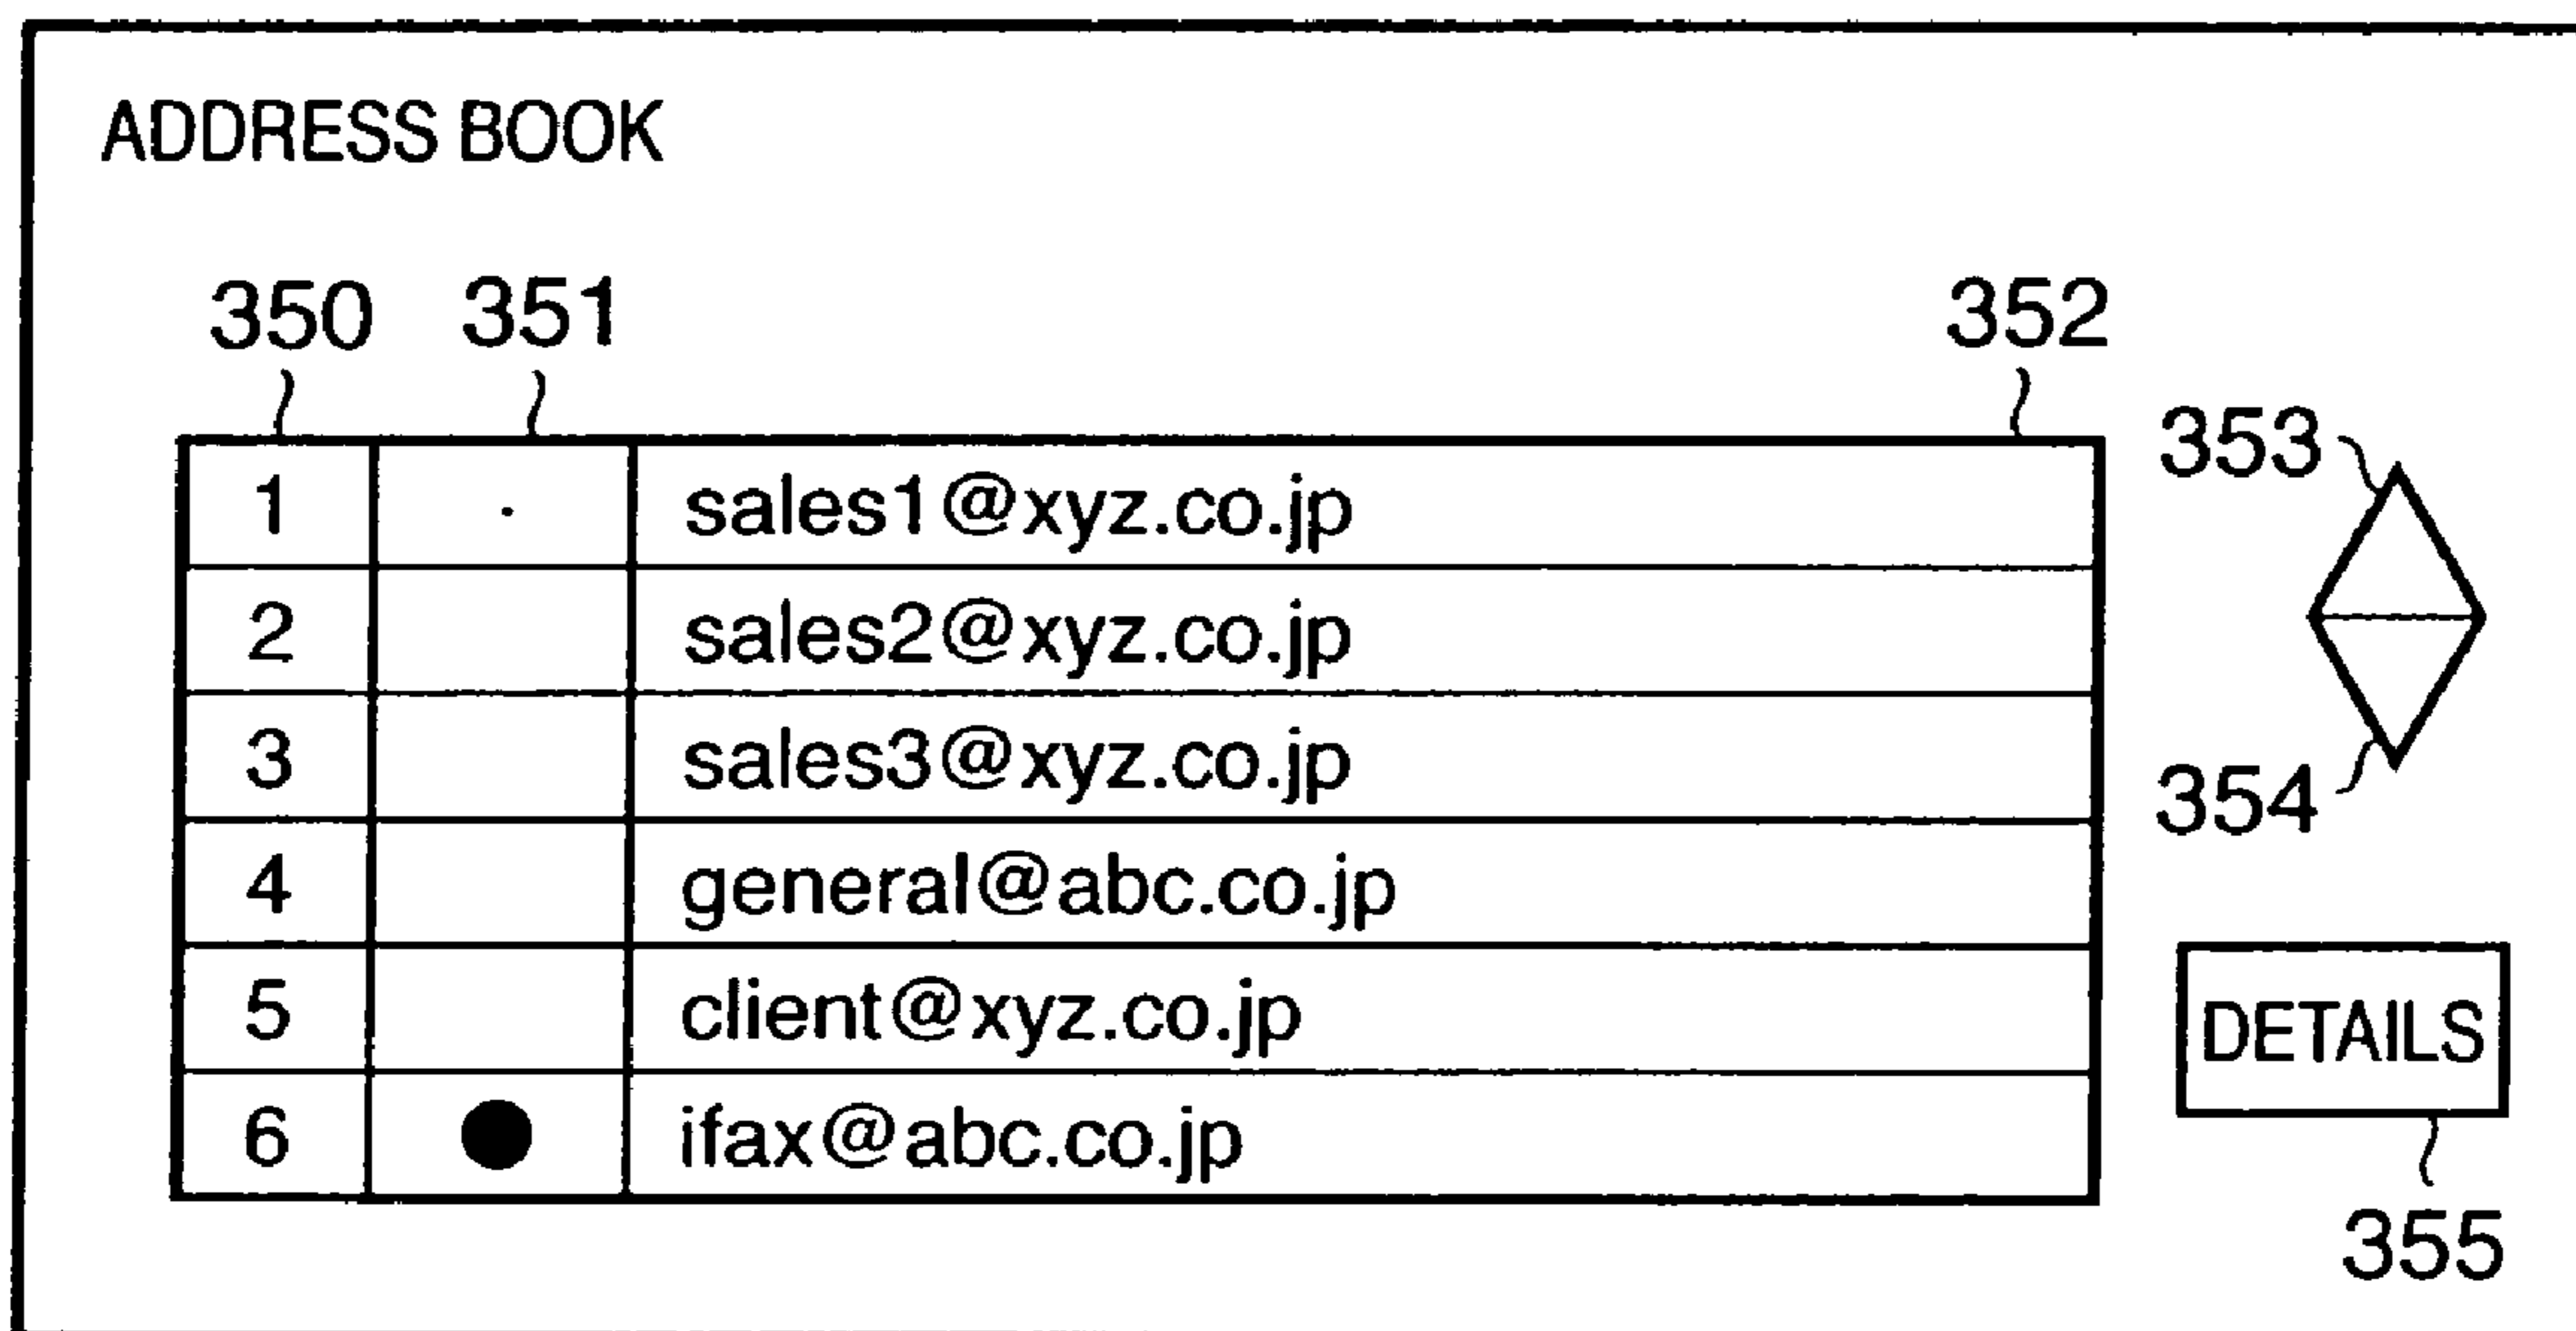 ADDRESS BOOK
350 351 352
353
1 sales1@xyz.co.jp
2 sales2@xyz.co.jp
3 sales3@xyz.co.jp
354
4 general@abc.co.jp
5 client@xyz.co.jp
DETAILS
6 ● ifax@abc.co.jp
355